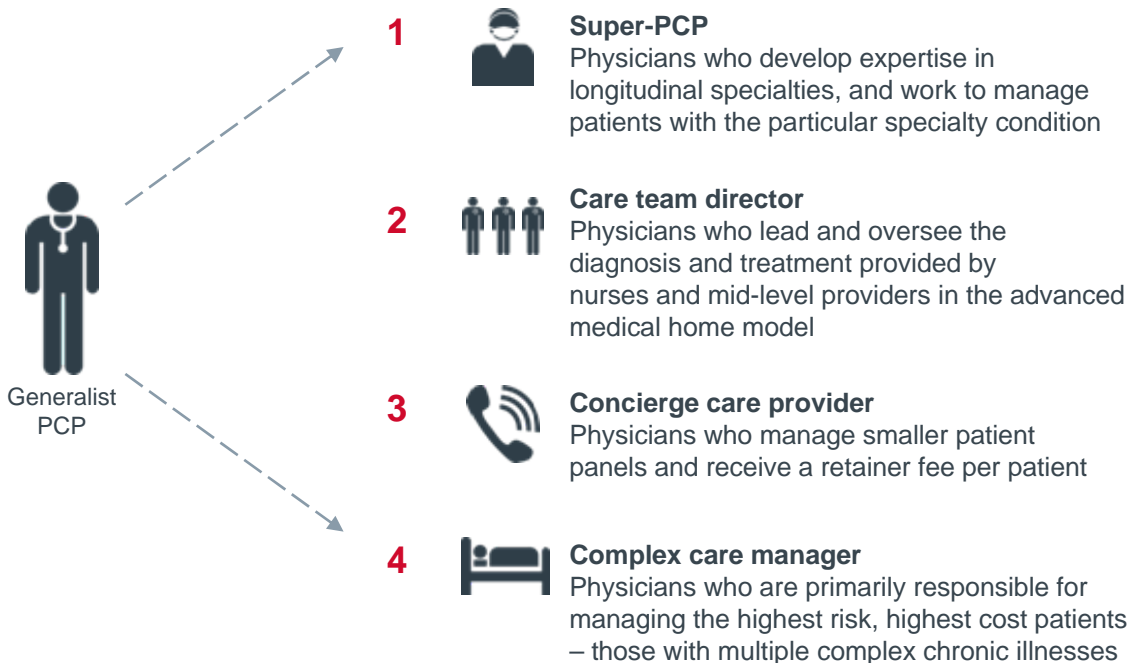 1
Super-PCP
Physicians who develop expertise in
longitudinal specialties, and work to manage
patients with the particular specialty condition
2
Care team director
Physicians who lead and oversee the
diagnosis and treatment provided by
nurses and mid-level providers in the advanced
medical home model
Generalist
PCP
3
Concierge care provider
Physicians who manage smaller patient
panels and receive a retainer fee per patient
4
Complex care manager
Physicians who are primarily responsible for
managing the highest risk, highest cost patients
– those with multiple complex chronic illnesses